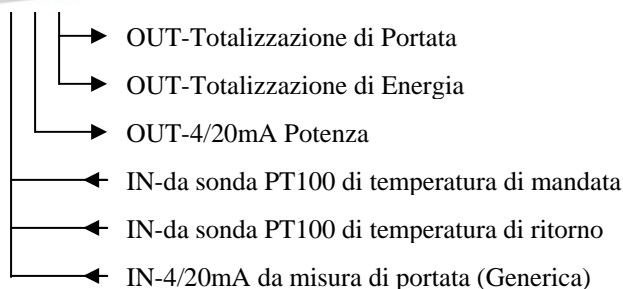 OUT-Totalizzazione di Portata
OUT-Totalizzazione di Energia
OUT-4/20mA Potenza
IN-da sonda PT100 di temperatura di mandata
IN-da sonda PT100 di temperatura di ritorno
IN-4/20mA da misura di portata (Generica)